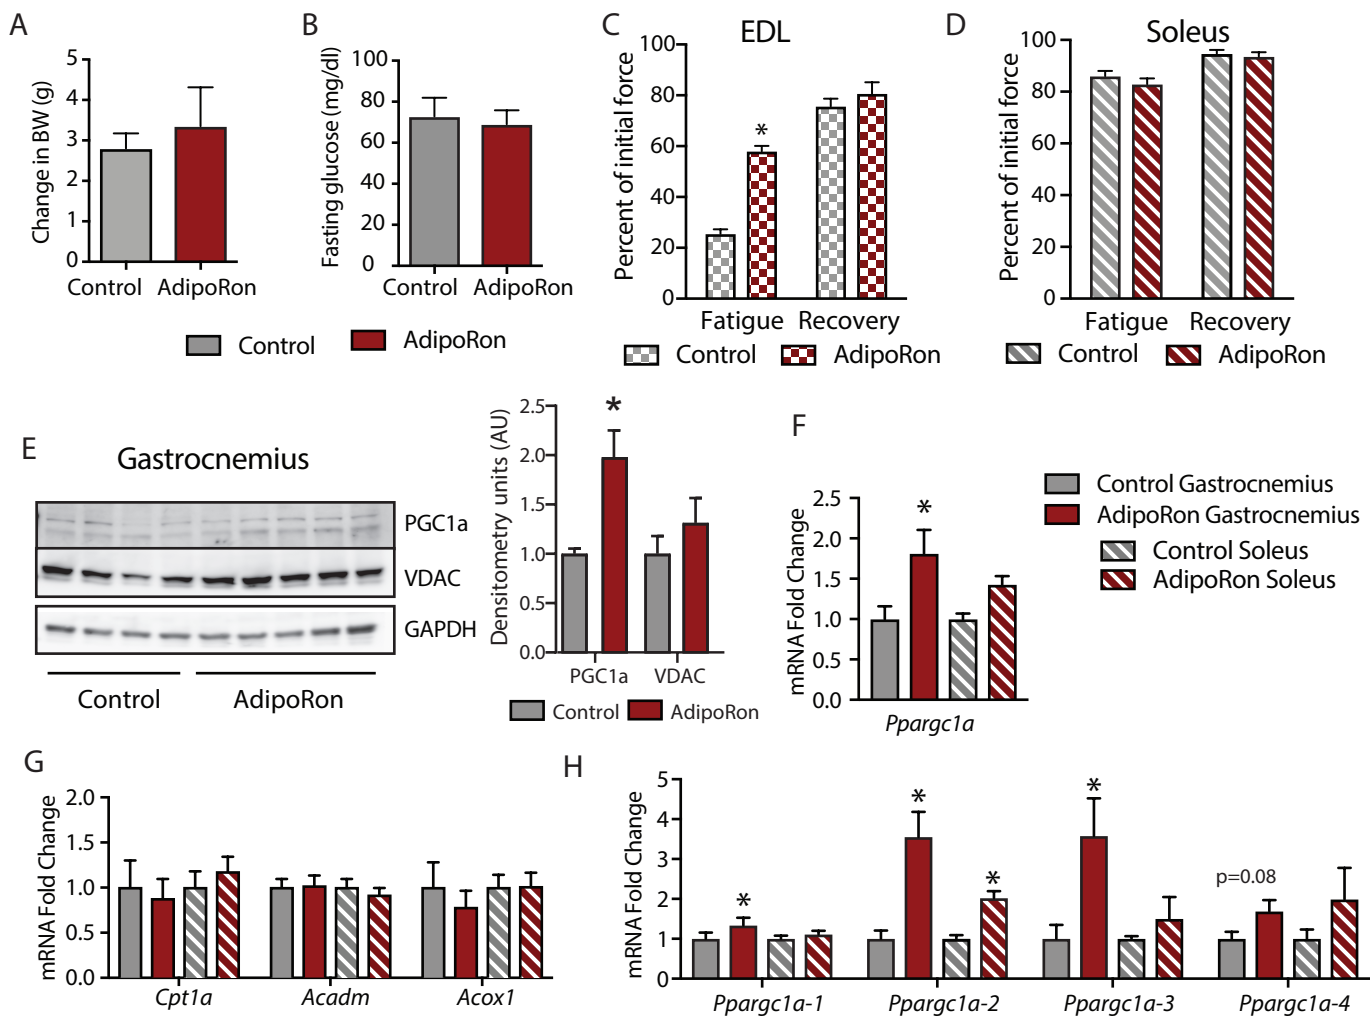 A
Change in BW (g)
5
4
3
2
1
0
Control AdipoRon
B
Fasting glucose (mg/dl)
100
80
60
40
20
0
Control AdipoRon
Control AdipoRon
C
EDL
Percent of initial force
100
80
60
40
20
0
*
Fatigue Recovery
Control AdipoRon
D
Soleus
Percent of initial force
100
80
60
40
20
0
Fatigue Recovery
Control AdipoRon
E
Gastrocnemius
PGC1a
VDAC
GAPDH
Control AdipoRon
Densitometry units (AU)
2.5
2.0
1.5
1.0
0.5
0.0
*
PGC1a VDAC
Control AdipoRon
F
mRNA Fold Change
2.5
2.0
1.5
1.0
0.5
0.0
*
Ppargc1a
Control Gastrocnemius
AdipoRon Gastrocnemius
Control Soleus
AdipoRon Soleus
G
mRNA Fold Change
2.0
1.5
1.0
0.5
0.0
Cpt1a Acadm Acox1
H
mRNA Fold Change
5
4
3
2
1
0
*
*
*
*
p=0.08
Ppargc1a-1 Ppargc1a-2 Ppargc1a-3 Ppargc1a-4